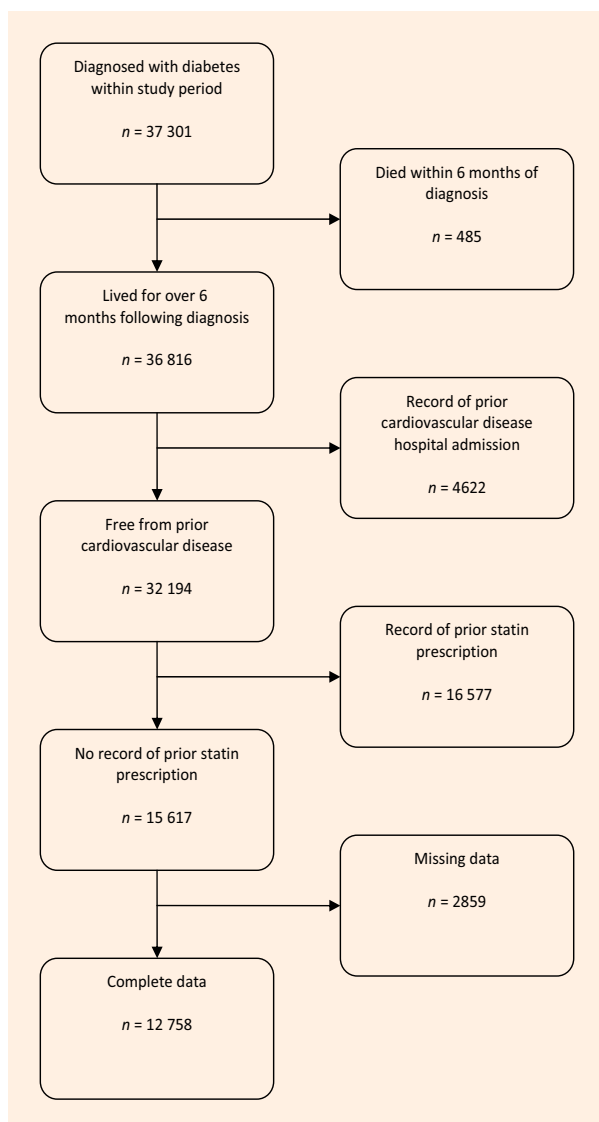 Diagnosed with diabetes
within study period
n = 37 301
Died within 6 months of
diagnosis
n = 485
Lived for over 6
months following diagnosis
n = 36 816
Record of prior
cardiovascular disease
hospital admission
n = 4622
Free from prior
cardiovascular disease
n = 32 194
Record of prior statin
prescription
n = 16 577
No record of prior statin
prescription
n = 15 617
Missing data
n = 2859
Complete data
n = 12 758